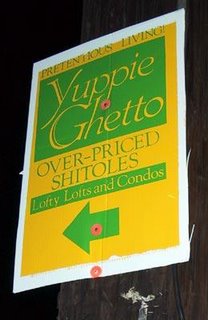 PRETENTIOUS LIVING!
Yuppie
Ghetto
OVER-PRICED
SHITOLES
Lofty Lofts and Condos